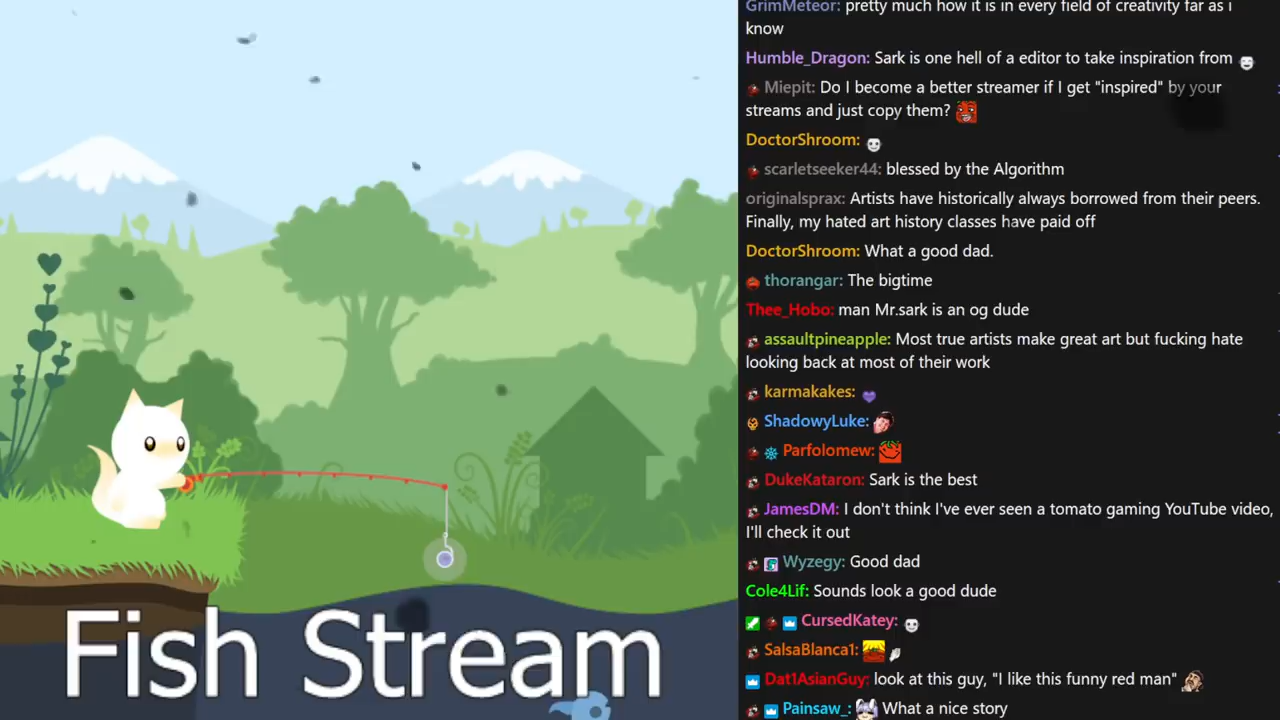 GrimMeteor: pretty much how it is in every field of creativity far as i
know
Humble_Dragon: Sark is one hell of a editor to take inspiration from
Miepit: Do I become a better streamer if I get "inspired" by your
streams and just copy them?
DoctorShroom:
scarletseeker44: blessed by the Algorithm
originalsprax: Artists have historically always borrowed from their peers.
Finally, my hated art history classes have paid off
DoctorShroom: What a good dad.
thorangar: The bigtime
Thee_Hobo: man Mr.sark is an og dude
assaultpineapple: Most true artists make great art but fucking hate
looking back at most of their work
karmakakes:
ShadowyLuke:
Parfolomew:
DukeKataron: Sark is the best
JamesDM: I don't think I've ever seen a tomato gaming YouTube video,
I'll check it out
Wyzegy: Good dad
Cole4Lif: Sounds look a good dude
CursedKatey:
SalsaBlanca1:
Dat1AsianGuy: look at this guy, "I like this funny red man"
Painsaw_: What a nice story
Fish Stream